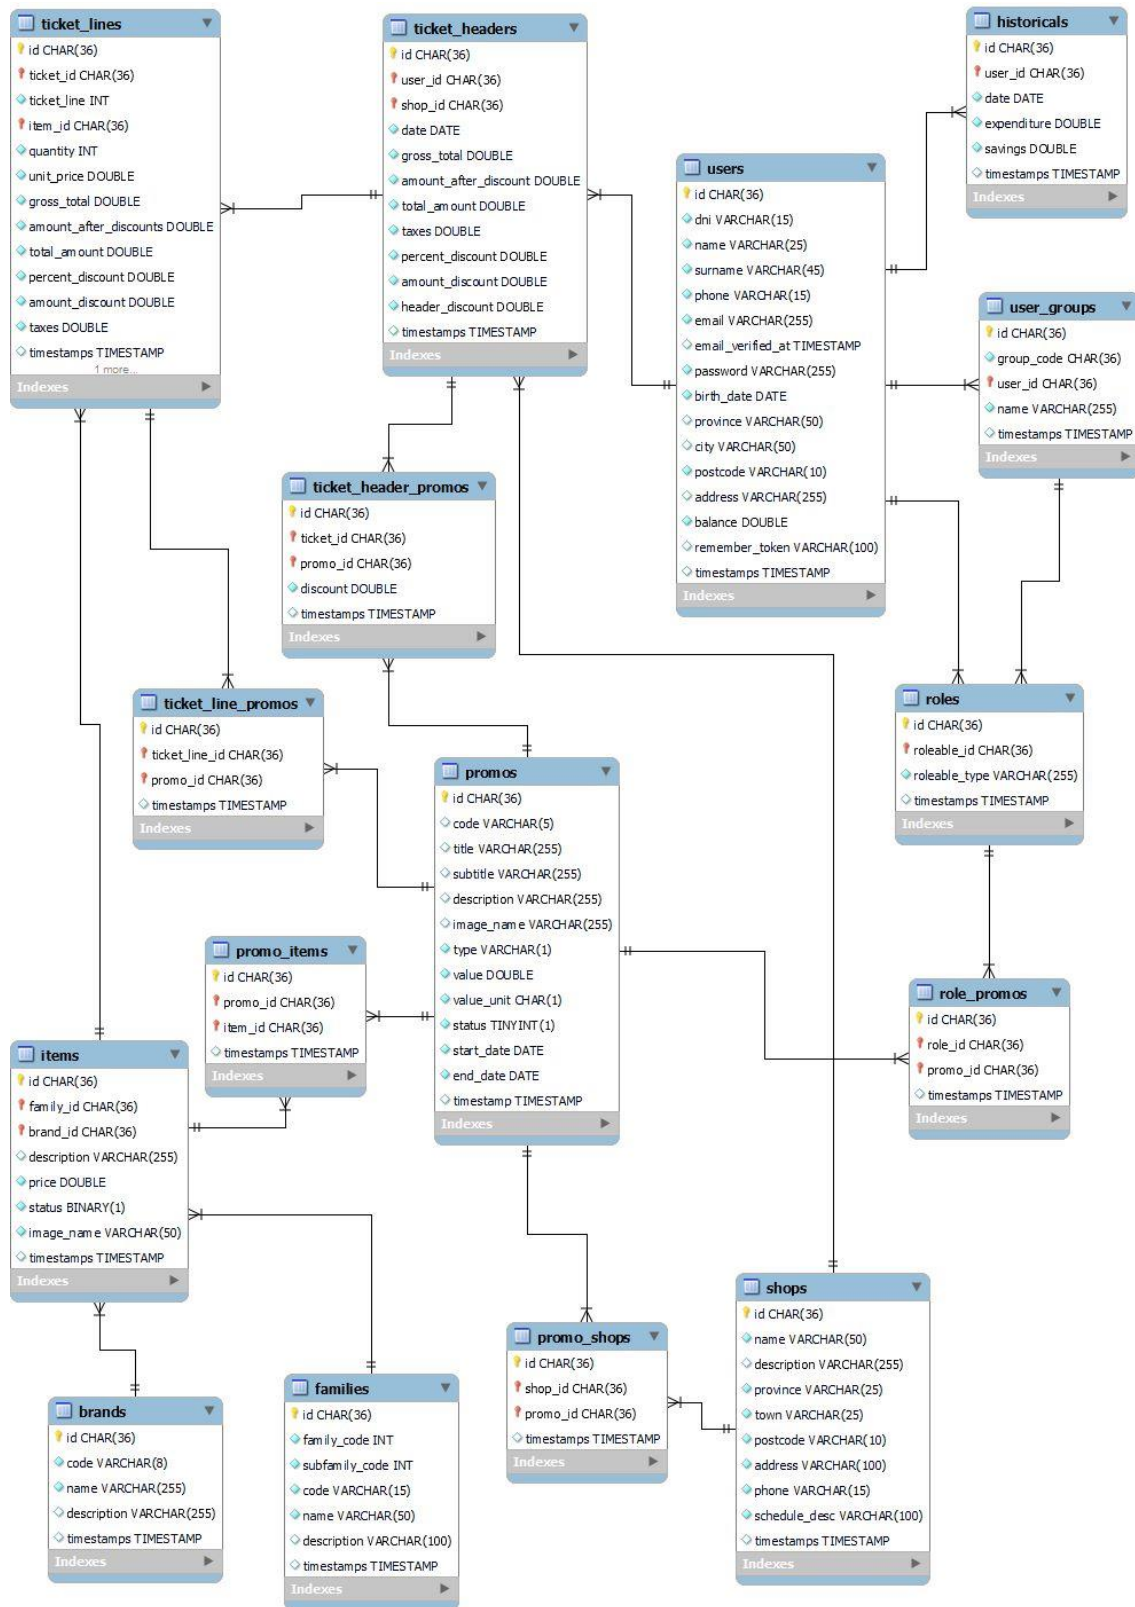 ticket_lines
id CHAR(36)
ticket_id CHAR(36)
ticket_line INT
item_id CHAR(36)
quantity INT
unit_price DOUBLE
gross_total DOUBLE
amount_after_discounts DOUBLE
total_amount DOUBLE
percent_discount DOUBLE
amount_discount DOUBLE
taxes DOUBLE
timestamps TIMESTAMP
1 more...
Indexes
ticket_headers
id CHAR(36)
user_id CHAR(36)
shop_id CHAR(36)
date DATE
gross_total DOUBLE
amount_after_discount DOUBLE
total_amount DOUBLE
taxes DOUBLE
percent_discount DOUBLE
amount_discount DOUBLE
header_discount DOUBLE
timestamps TIMESTAMP
Indexes
historicals
id CHAR(36)
user_id CHAR(36)
date DATE
expenditure DOUBLE
savings DOUBLE
timestamps TIMESTAMP
Indexes
users
id CHAR(36)
dni VARCHAR(15)
name VARCHAR(25)
surname VARCHAR(45)
phone VARCHAR(15)
email VARCHAR(255)
email_verified_at TIMESTAMP
password VARCHAR(255)
birth_date DATE
province VARCHAR(50)
city VARCHAR(50)
postcode VARCHAR(10)
address VARCHAR(255)
balance DOUBLE
remember_token VARCHAR(100)
timestamps TIMESTAMP
Indexes
user_groups
id CHAR(36)
group_code CHAR(36)
user_id CHAR(36)
name VARCHAR(255)
timestamps TIMESTAMP
Indexes
ticket_header_promos
id CHAR(36)
ticket_id CHAR(36)
promo_id CHAR(36)
discount DOUBLE
timestamps TIMESTAMP
Indexes
ticket_line_promos
id CHAR(36)
ticket_line_id CHAR(36)
promo_id CHAR(36)
timestamps TIMESTAMP
Indexes
roles
id CHAR(36)
roleable_id CHAR(36)
roleable_type VARCHAR(255)
timestamps TIMESTAMP
Indexes
promos
id CHAR(36)
code VARCHAR(5)
title VARCHAR(255)
subtitle VARCHAR(255)
description VARCHAR(255)
image_name VARCHAR(255)
type VARCHAR(1)
value DOUBLE
value_unit CHAR(1)
status TINYINT(1)
start_date DATE
end_date DATE
timestamp TIMESTAMP
Indexes
promo_items
id CHAR(36)
promo_id CHAR(36)
item_id CHAR(36)
timestamps TIMESTAMP
Indexes
role_promos
id CHAR(36)
role_id CHAR(36)
promo_id CHAR(36)
timestamps TIMESTAMP
Indexes
items
id CHAR(36)
family_id CHAR(36)
brand_id CHAR(36)
description VARCHAR(255)
price DOUBLE
status BINARY(1)
image_name VARCHAR(50)
timestamps TIMESTAMP
Indexes
shops
id CHAR(36)
name VARCHAR(50)
description VARCHAR(255)
province VARCHAR(25)
town VARCHAR(25)
postcode VARCHAR(10)
address VARCHAR(100)
phone VARCHAR(15)
schedule_desc VARCHAR(100)
timestamps TIMESTAMP
Indexes
promo_shops
id CHAR(36)
shop_id CHAR(36)
promo_id CHAR(36)
timestamps TIMESTAMP
Indexes
brands
id CHAR(36)
code VARCHAR(8)
name VARCHAR(255)
description VARCHAR(255)
timestamps TIMESTAMP
Indexes
families
id CHAR(36)
family_code INT
subfamily_code INT
code VARCHAR(15)
name VARCHAR(50)
description VARCHAR(100)
timestamps TIMESTAMP
Indexes